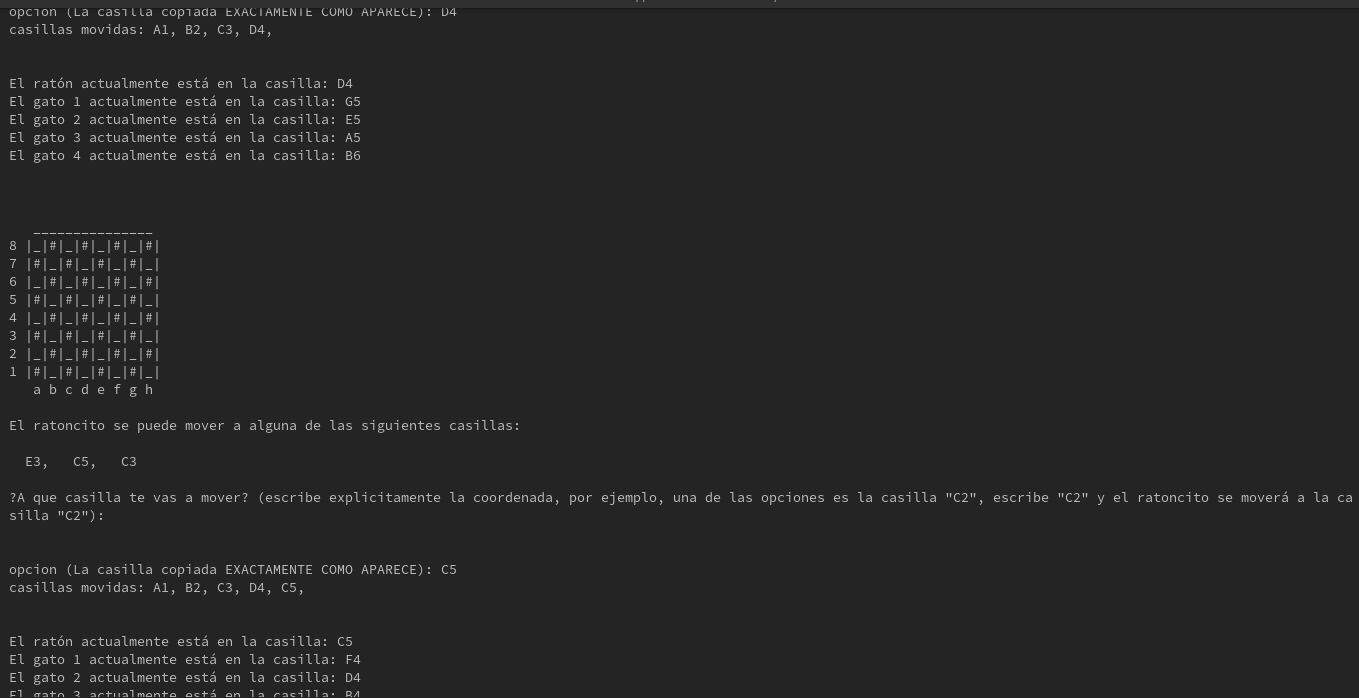 opcion (La casilla copiada EXACTAMENTE COMO APARECE): D4
casillas movidas: A1, B2, C3, D4,
El ratón actualmente está en la casilla: D4
El gato 1 actualmente está en la casilla: G5
El gato 2 actualmente está en la casilla: E5
El gato 3 actualmente está en la casilla: A5
El gato 4 actualmente está en la casilla: B6
   _______________
8 |_|#|_|#|_|#|_|#|
7 |#|_|#|_|#|_|#|_|
6 |_|#|_|#|_|#|_|#|
5 |#|_|#|_|#|_|#|_|
4 |_|#|_|#|_|#|_|#|
3 |#|_|#|_|#|_|#|_|
2 |_|#|_|#|_|#|_|#|
1 |#|_|#|_|#|_|#|_|
   a b c d e f g h
El ratoncito se puede mover a alguna de las siguientes casillas:
  E3,   C5,   C3
?A que casilla te vas a mover? (escribe explicitamente la coordenada, por ejemplo, una de las opciones es la casilla "C2", escribe "C2" y el ratoncito se moverá a la ca
silla "C2"):
opcion (La casilla copiada EXACTAMENTE COMO APARECE): C5
casillas movidas: A1, B2, C3, D4, C5,
El ratón actualmente está en la casilla: C5
El gato 1 actualmente está en la casilla: F4
El gato 2 actualmente está en la casilla: D4
El gato 3 actualmente está en la casilla: B4